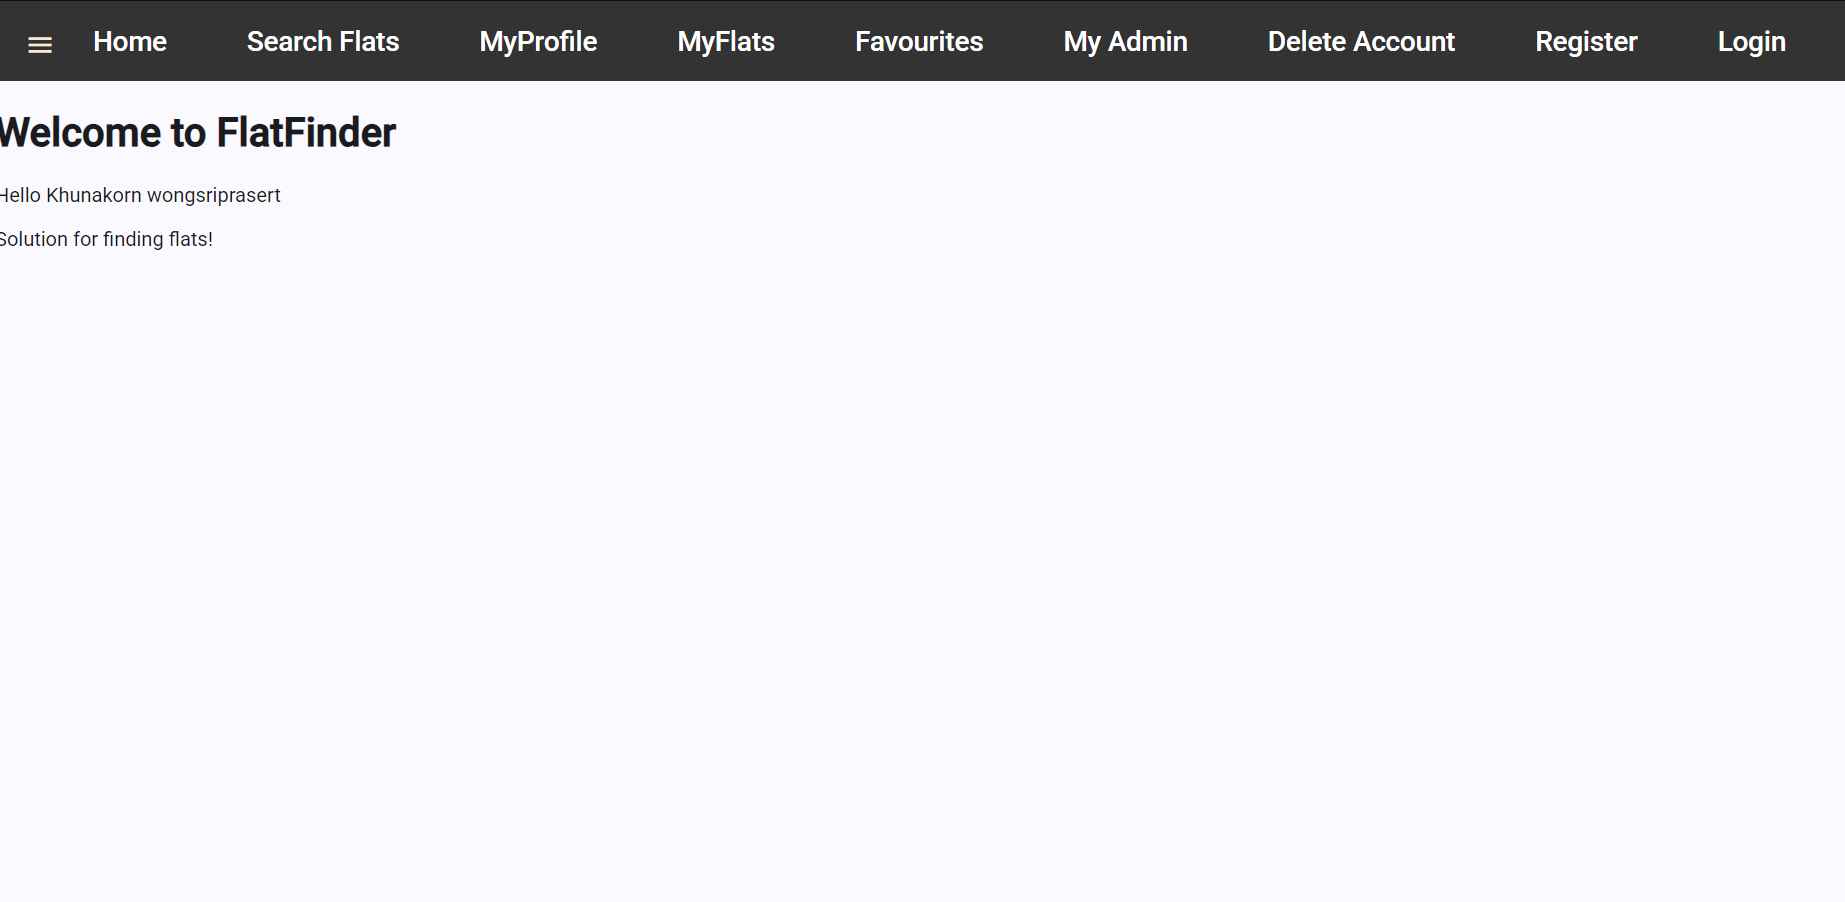 Home Search Flats MyProfile MyFlats Favourites My Admin Delete Account Register Login
Welcome to FlatFinder
Hello Khunakorn wongsriprasert
Solution for finding flats!